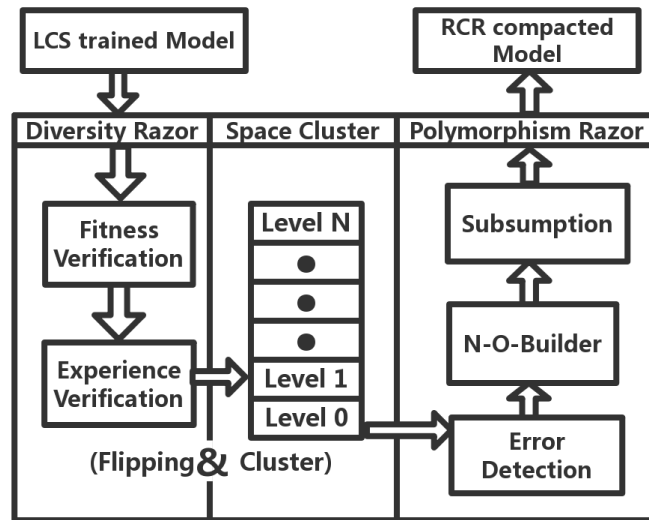 LCS trained Model
RCR compacted
Model
Diversity Razor
Space Cluster
Polymorphism Razor
Fitness
Verification
Experience
Verification
(Flipping & Cluster)
Level N
Level 1
Level 0
Subsumption
N-O-Builder
Error
Detection